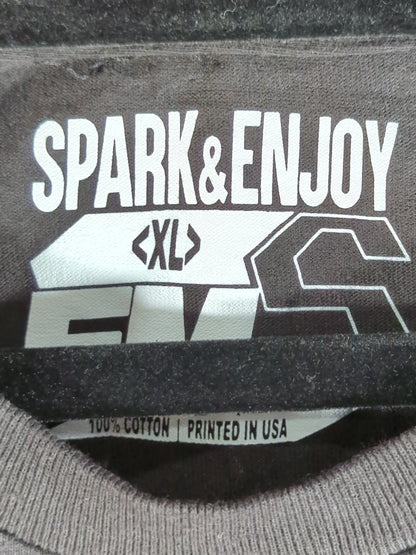 SPARK & ENJOY
<XL>
100% COTTON | PRINTED IN USA